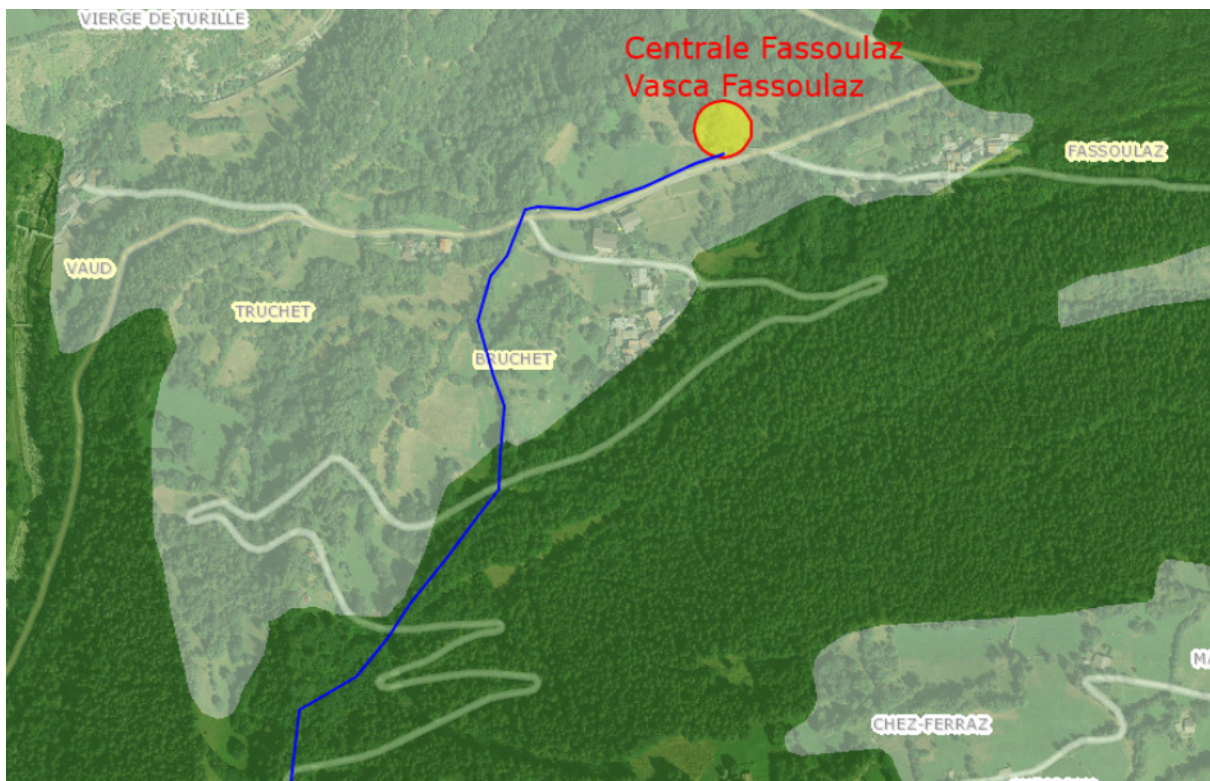 VIERGE DE TURILLE
Centrale Fassoulaz
Vasca Fassoulaz
FASSOULAZ
VAUD
TRUCHET
BRUCHET
CHEZ-FERRAZ